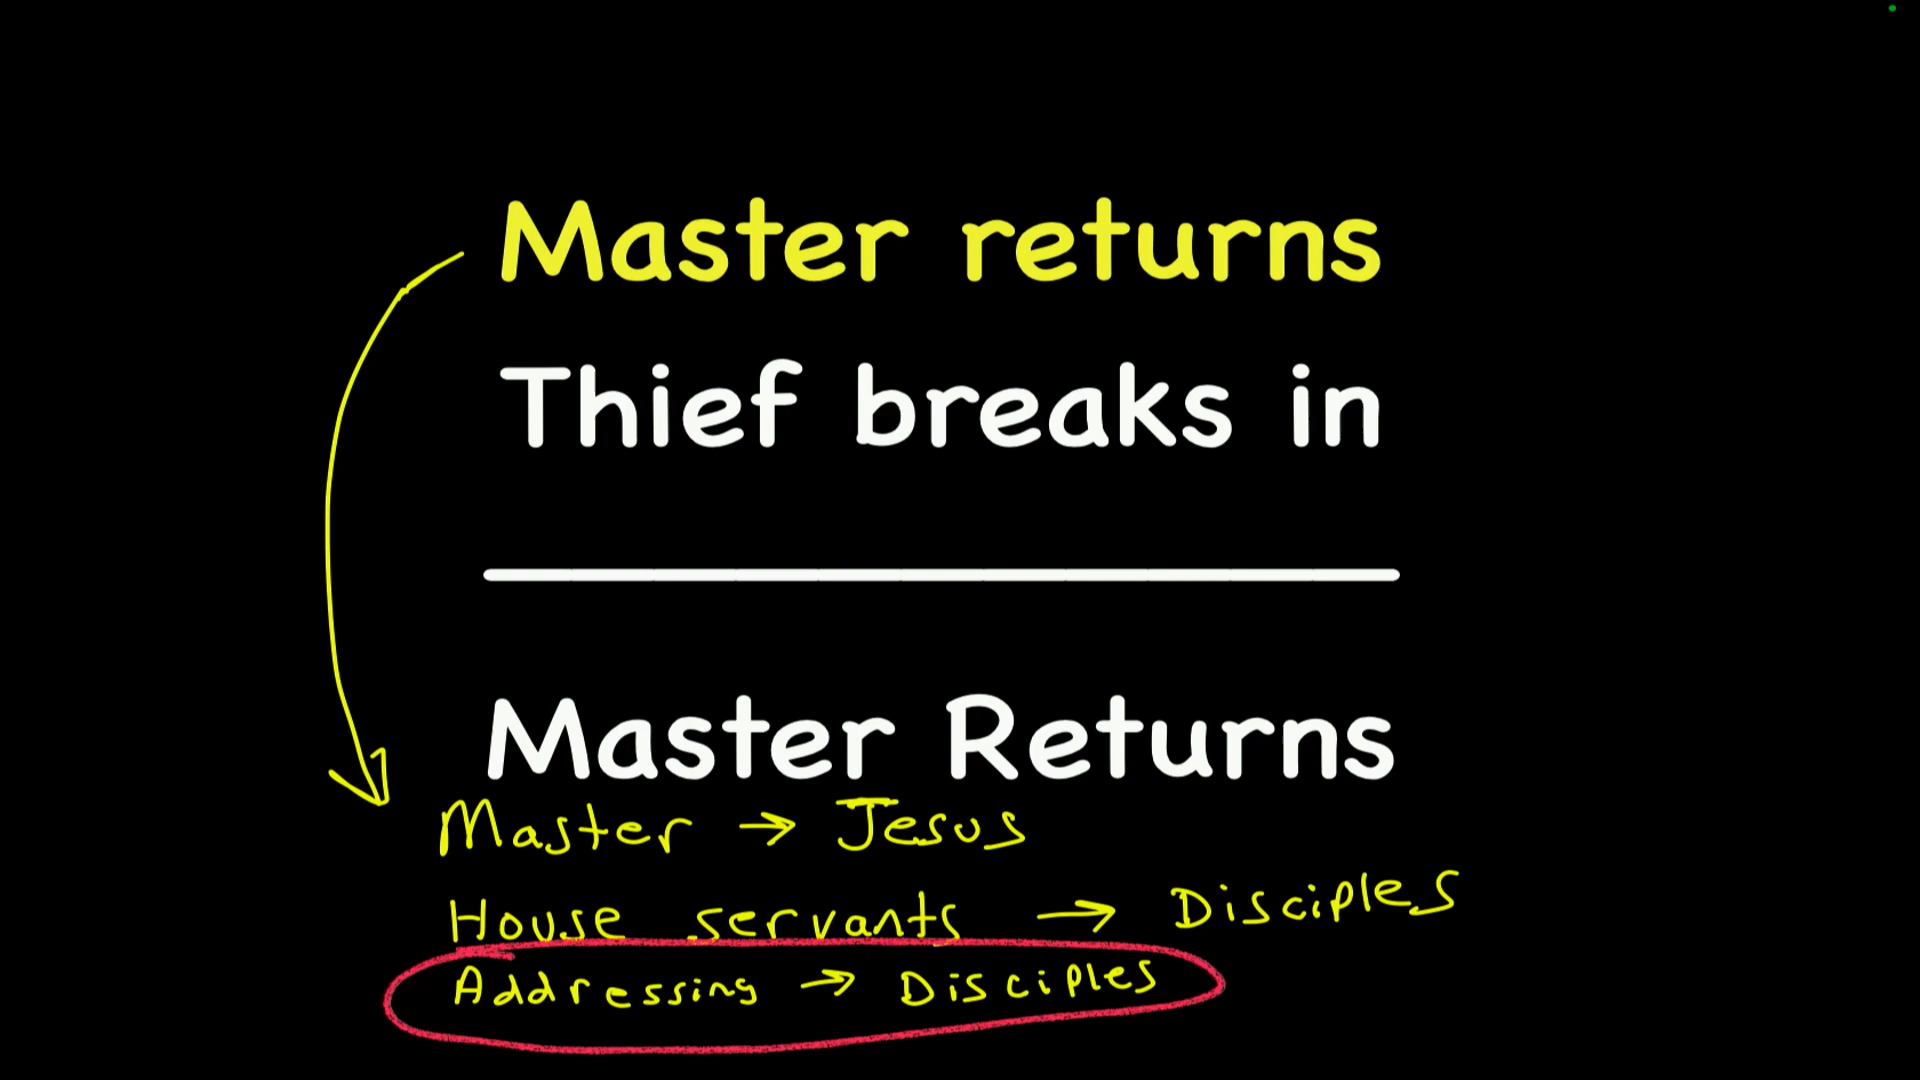 Master returns
Thief breaks in
Master Returns
Master → Jesus
House servants → Disciples
Addressing → Disciples